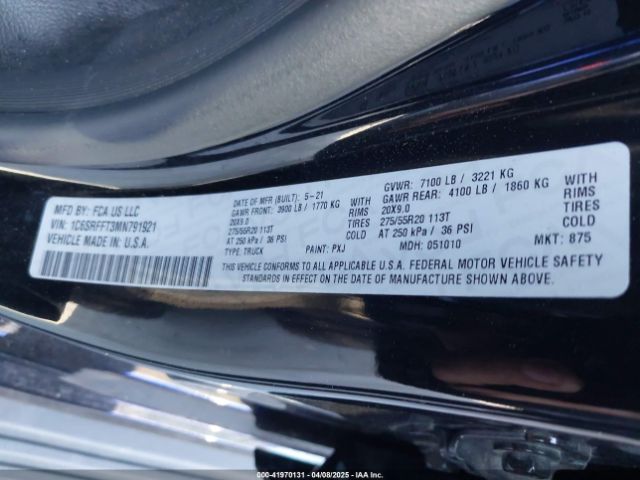 MFD BY: FCA US LLC
VIN: 1C6SRFFT3MN791921
VEHICLE MADE IN U.S.A.
DATE OF MFR (BUILT): 5-21
GAWR FRONT: 3900 LB / 1770 KG
20X9.0
275/55R20 113T
AT 250 kPa / 36 PSI
TYPE: TRUCK
PAINT: PXJ
WITH
RIMS
TIRES
COLD
GVWR: 7100 LB / 3221 KG
GAWR REAR: 4100 LB / 1860 KG
20X9.0
275/55R20 113T
AT 250 kPa / 36 PSI
MDH: 051010
WITH
RIMS
TIRES
COLD
MKT: 875
THIS VEHICLE CONFORMS TO ALL APPLICABLE U.S.A. FEDERAL MOTOR VEHICLE SAFETY
STANDARDS IN EFFECT ON THE DATE OF MANUFACTURE SHOWN ABOVE.
000-41970131 - 04/08/2025 - IAAI.COM